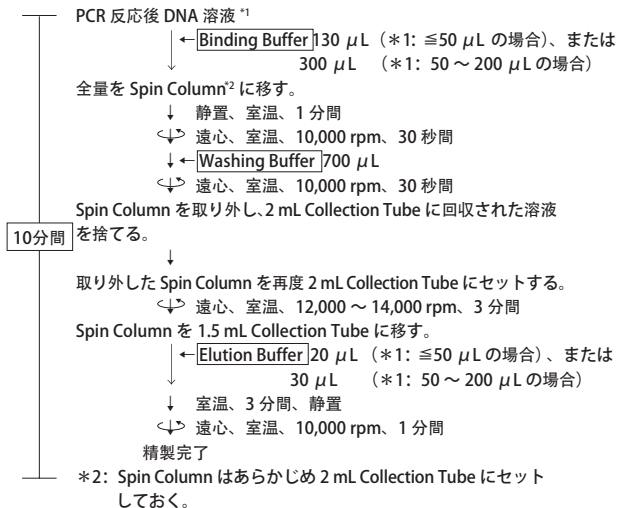 PCR 反応後 DNA 溶液 *1
←Binding Buffer 130 μL（＊1：≦50 μL の場合）、または
300 μL （＊1：50 ～ 200 μL の場合）
全量を Spin Column*2 に移す。
↓ 静置、室温、1 分間
遠心、室温、10,000 rpm、30 秒間
↓←Washing Buffer 700 μL
遠心、室温、10,000 rpm、30 秒間
Spin Column を取り外し、2 mL Collection Tube に回収された溶液
を捨てる。
10分間
↓
取り外した Spin Column を再度 2 mL Collection Tube にセットする。
遠心、室温、12,000 ～ 14,000 rpm、3 分間
Spin Column を 1.5 mL Collection Tube に移す。
←Elution Buffer 20 μL（＊1：≦50 μL の場合）、または
30 μL （＊1：50 ～ 200 μL の場合）
↓ 室温、3 分間、静置
遠心、室温、10,000 rpm、1 分間
精製完了
＊2：Spin Column はあらかじめ 2 mL Collection Tube にセット
しておく。